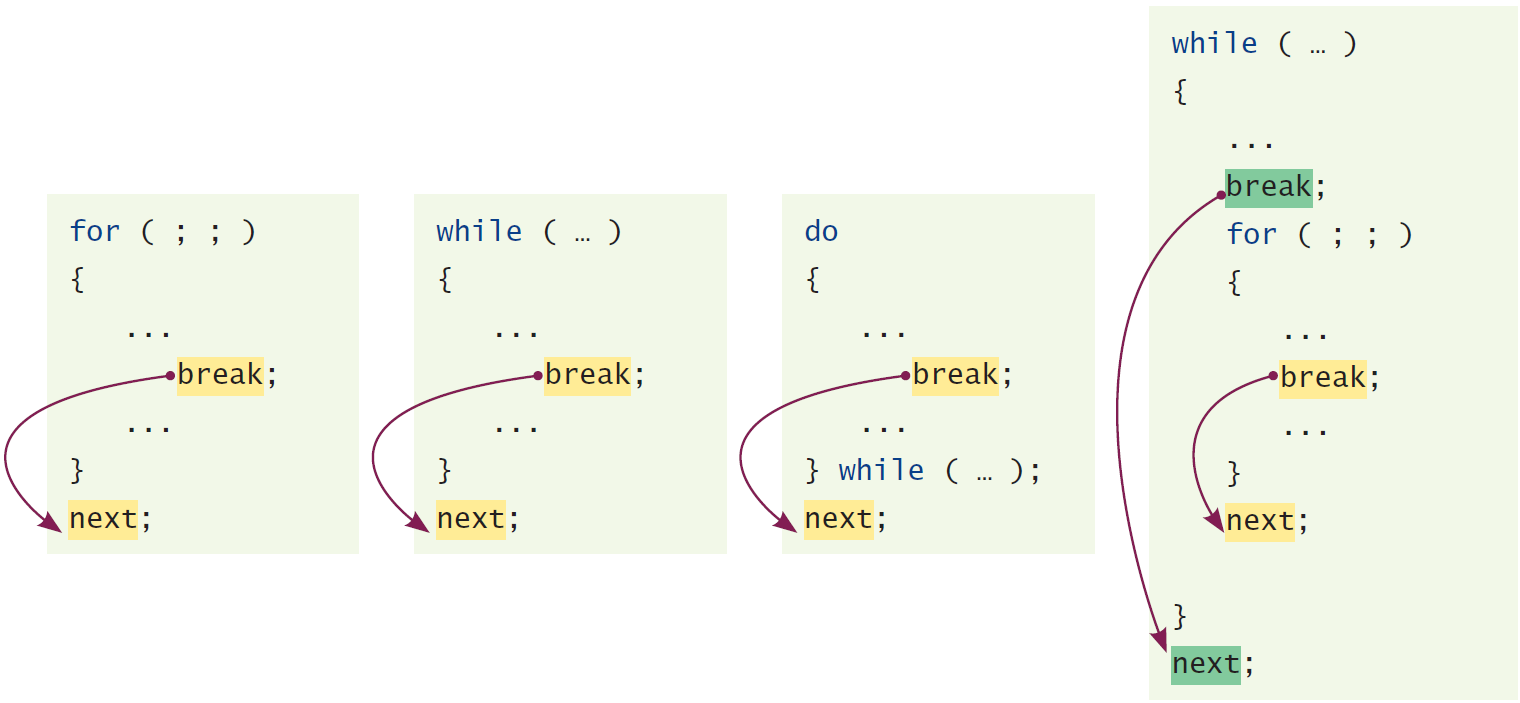 for ( ; ; )
{
...
break;
...
}
next;
while ( … )
{
...
break;
...
}
next;
do
{
...
break;
...
} while ( … );
next;
while ( … )
{
...
break;
for ( ; ; )
{
...
break;
...
}
next;
}
next;